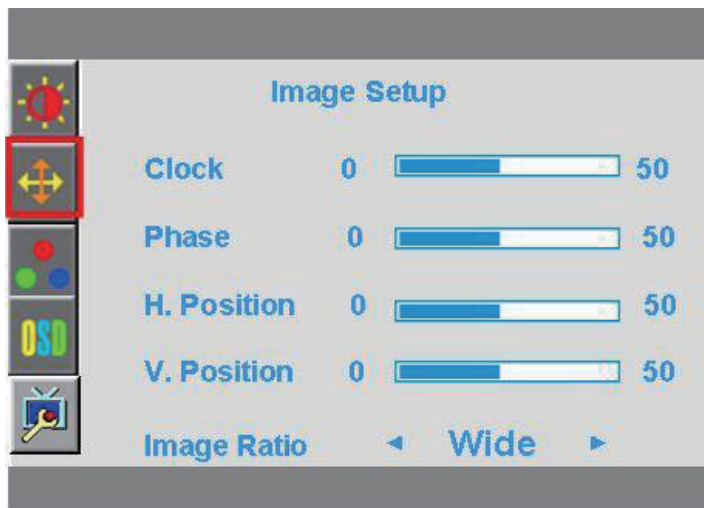 Image Setup
Clock 0 50
Phase 0 50
H. Position 0 50
OSD
V. Position 0 50
Image Ratio ◄ Wide ►